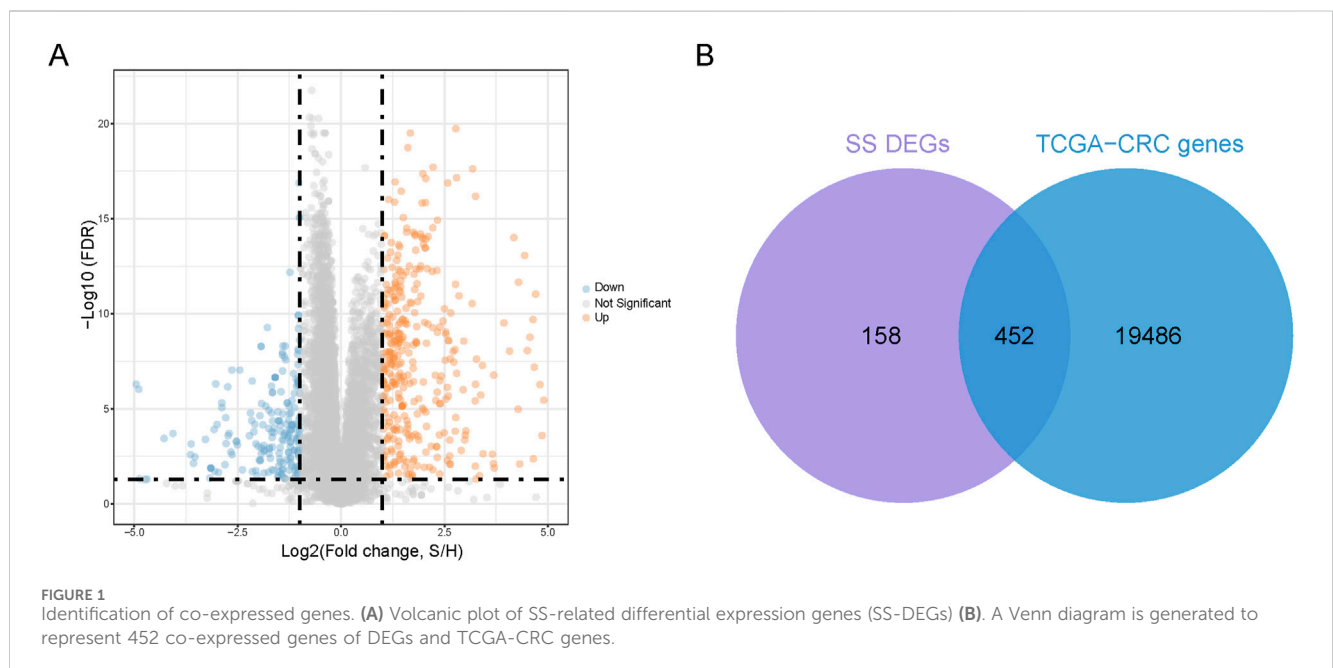 A
B
20
15
10
5
0
−Log10 (FDR)
−5.0
−2.5
0.0
2.5
5.0
Log2(Fold change, S/H)
Down
Not Significant
Up
SS DEGs
TCGA−CRC genes
158
452
19486
FIGURE 1
Identification of co-expressed genes. (A) Volcanic plot of SS-related differential expression genes (SS-DEGs) (B). A Venn diagram is generated to
represent 452 co-expressed genes of DEGs and TCGA-CRC genes.